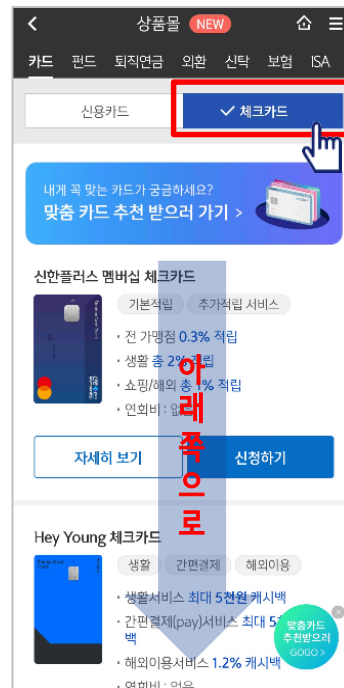 상품몰 NEW
카드 펀드 퇴직연금 외환 신탁 보험 ISA
신용카드
체크카드
내게 꼭 맞는 카드가 궁금하세요?
맞춤 카드 추천 받으러 가기 >
신한플러스 멤버십 체크카드
기본적립 추가적립 서비스
· 전 가맹점 0.3% 적립
· 생활 총 2% 적립
· 쇼핑/해외 총 1% 적립
· 연회비 : 없음
아래쪽으로
자세히 보기
신청하기
Hey Young 체크카드
생활 간편결제 해외이용
· 생활서비스 최대 5천원 캐시백
· 간편결제(pay)서비스 최대
백
· 해외이용서비스 1.2% 캐시백
· 연회비 : 없음
맞춤카드
추천받으러
GOGO >